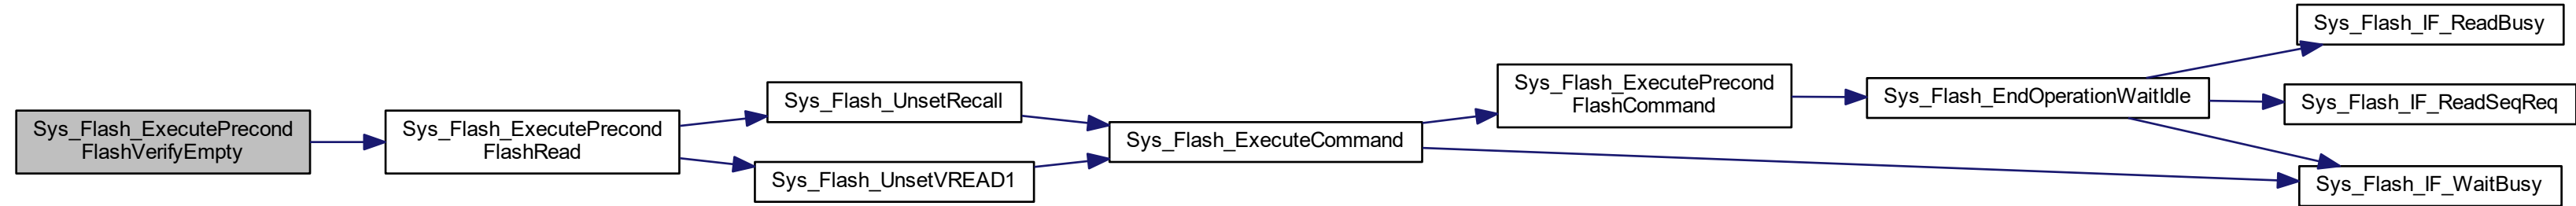 Sys_Flash_ExecutePrecond
FlashVerifyEmpty
Sys_Flash_ExecutePrecond
FlashRead
Sys_Flash_UnsetRecall
Sys_Flash_UnsetVREAD1
Sys_Flash_ExecuteCommand
Sys_Flash_ExecutePrecond
FlashCommand
Sys_Flash_EndOperationWaitIdle
Sys_Flash_IF_ReadBusy
Sys_Flash_IF_ReadSeqReq
Sys_Flash_IF_WaitBusy